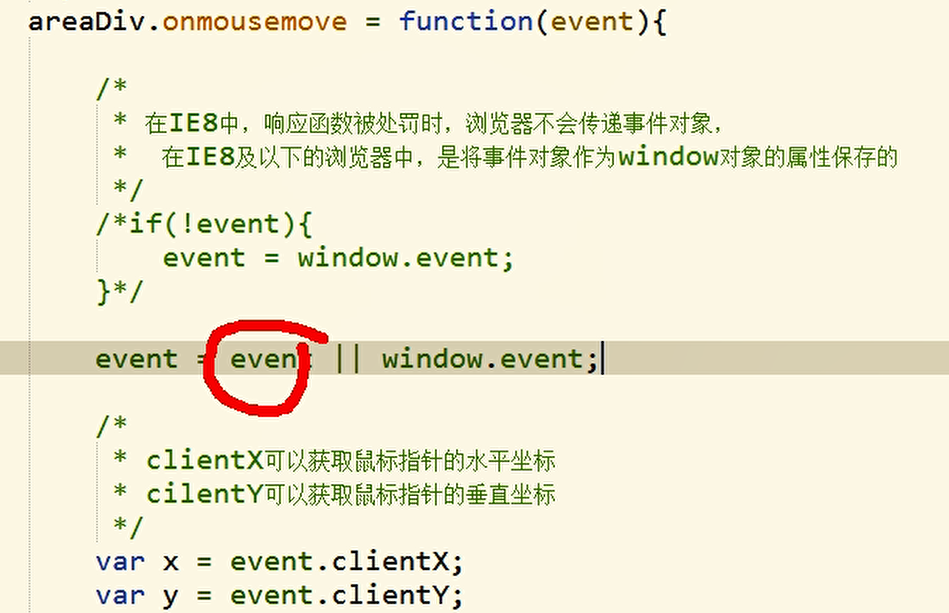 areaDiv.onmousemove = function(event){
/*
* 在IE8中，响应函数被处罚时，浏览器不会传递事件对象，
* 在IE8及以下的浏览器中，是将事件对象作为window对象的属性保存的
*/
/*if(!event){
event = window.event;
}*/
event = event || window.event;
/*
* clientX可以获取鼠标指针的水平坐标
* cilentY可以获取鼠标指针的垂直坐标
*/
var x = event.clientX;
var y = event.clientY;